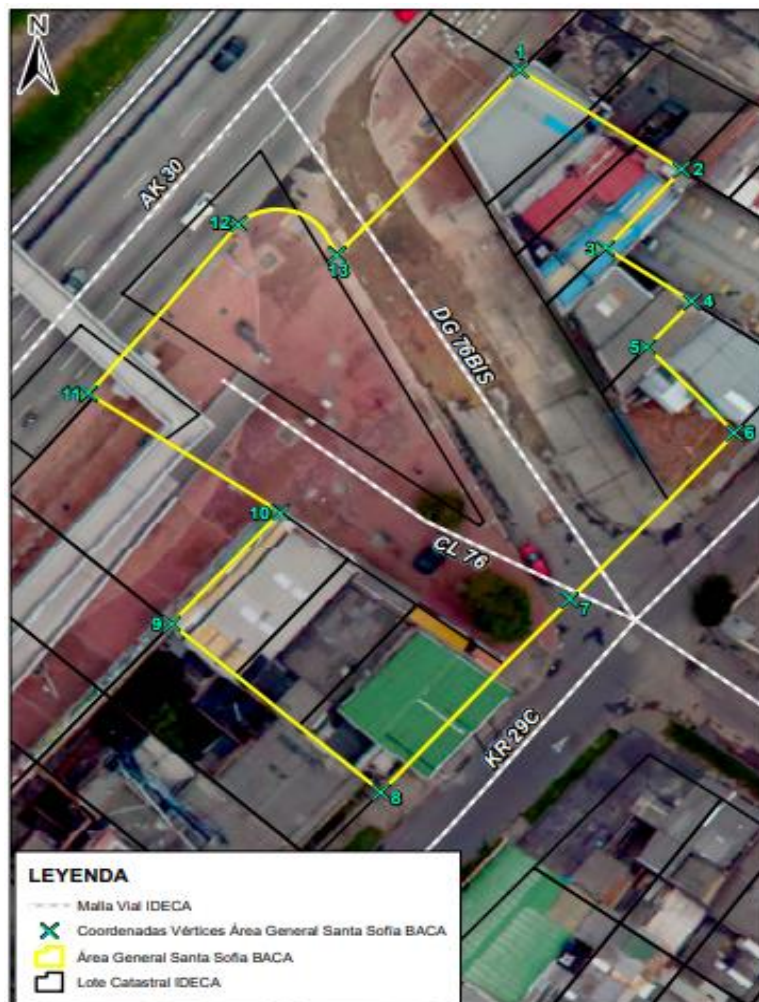 N
1
AK 30
2
12
13
3
4
DG 76BIS
5
11
6
10
CL 76
7
9
KR 29C
8
LEYENDA
Malla Vial IDECA
Coordenadas Vértices Área General Santa Sofía BACA
Área General Santa Sofía BACA
Lote Catastral IDECA